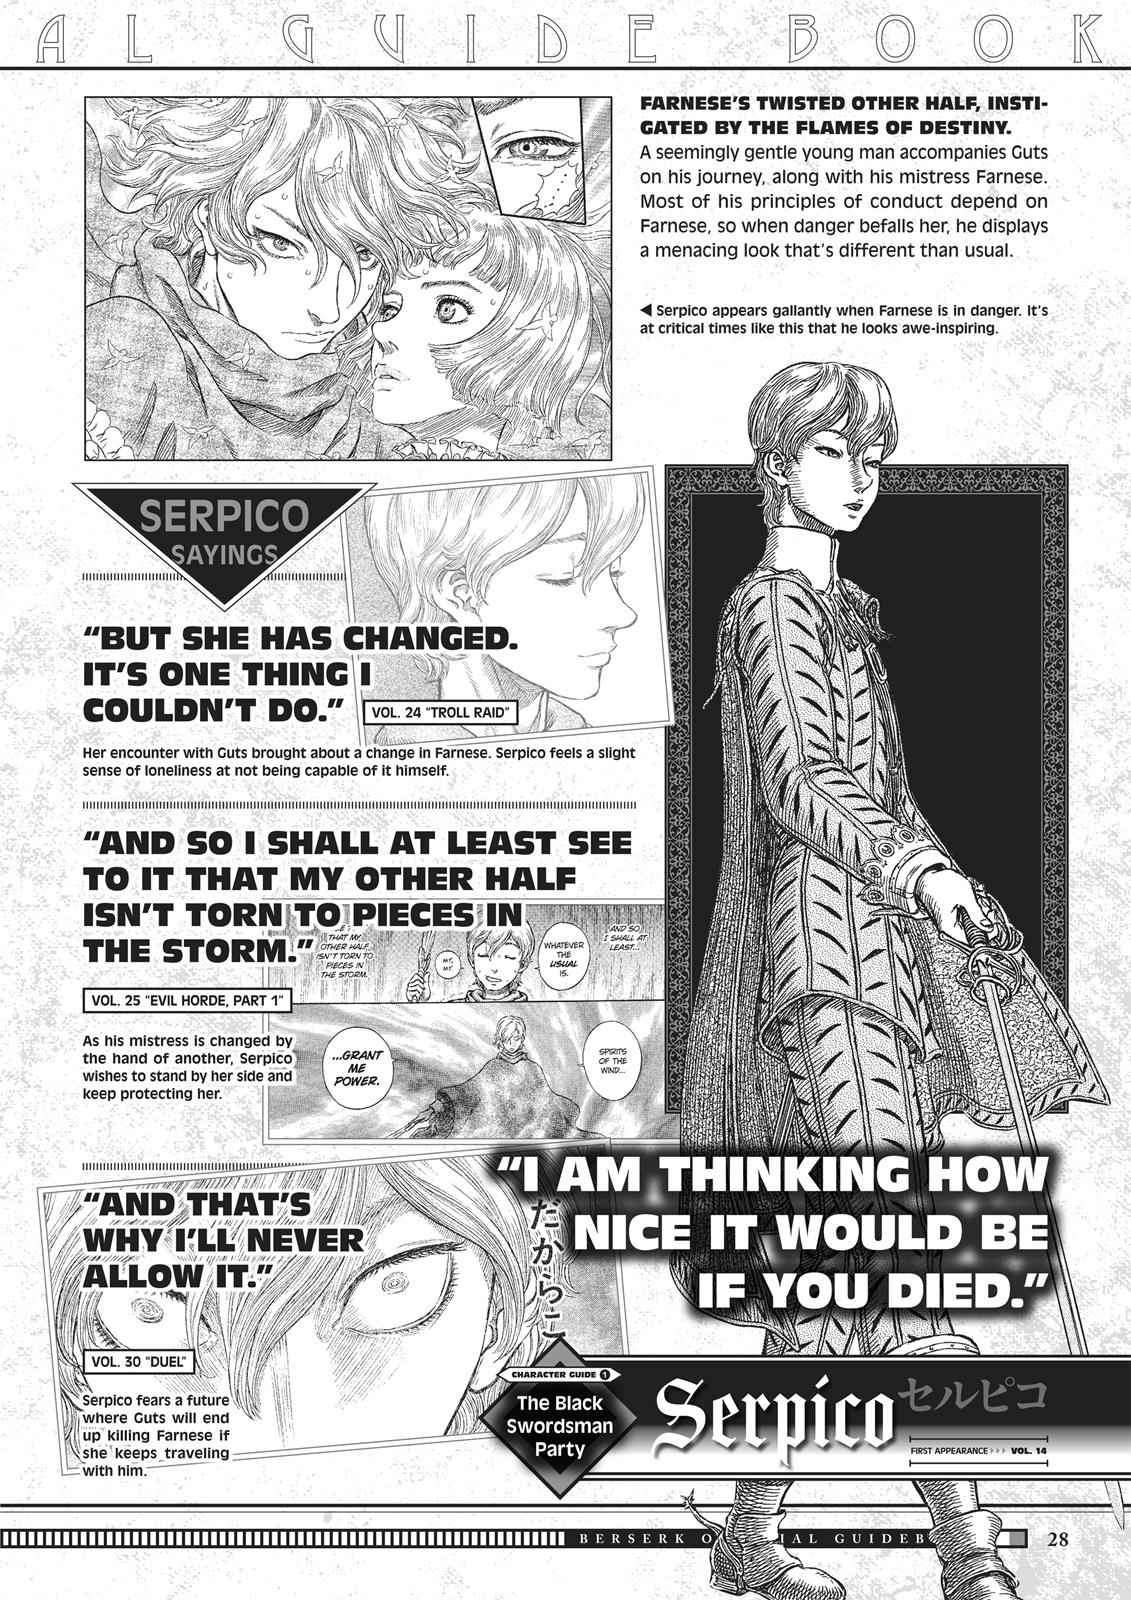 AL GUIDE BOOK
FARNESE'S TWISTED OTHER HALF, INSTI-
GATED BY THE FLAMES OF DESTINY.
A seemingly gentle young man accompanies Guts
on his journey, along with his mistress Farnese.
Most of his principles of conduct depend on
Farnese, so when danger befalls her, he displays
a menacing look that's different than usual.
◀ Serpico appears gallantly when Farnese is in danger. It's
at critical times like this that he looks awe-inspiring.
SERPICO
SAYINGS
“BUT SHE HAS CHANGED.
IT'S ONE THING I
COULDN'T DO.”
VOL. 24 “TROLL RAID”
Her encounter with Guts brought about a change in Farnese. Serpico feels a slight
sense of loneliness at not being capable of it himself.
“AND SO I SHALL AT LEAST SEE
TO IT THAT MY OTHER HALF
ISN'T TORN TO PIECES IN
THE STORM.”
AND SO
I SHALL AT
LEAST...
WHATEVER
THE
USUAL
IS.
MY,
MY.
THAT MY
OTHER HALF
ISN'T TORN TO
PIECES IN
THE STORM.
SPIRITS
OF THE
WIND...
...GRANT
ME
POWER.
VOL. 25 “EVIL HORDE, PART 1”
As his mistress is changed by
the hand of another, Serpico
wishes to stand by her side and
keep protecting her.
“AND THAT'S
WHY I'LL NEVER
ALLOW IT.”
だからこ
VOL. 30 “DUEL”
Serpico fears a future
where Guts will end
up killing Farnese if
she keeps traveling
with him.
“I AM THINKING HOW
NICE IT WOULD BE
IF YOU DIED.”
CHARACTER GUIDE 1
The Black
Swordsman
Party
Serpico セルピコ
FIRST APPEARANCE >>> VOL. 14
BERSERK O IAL GUIDEB
28